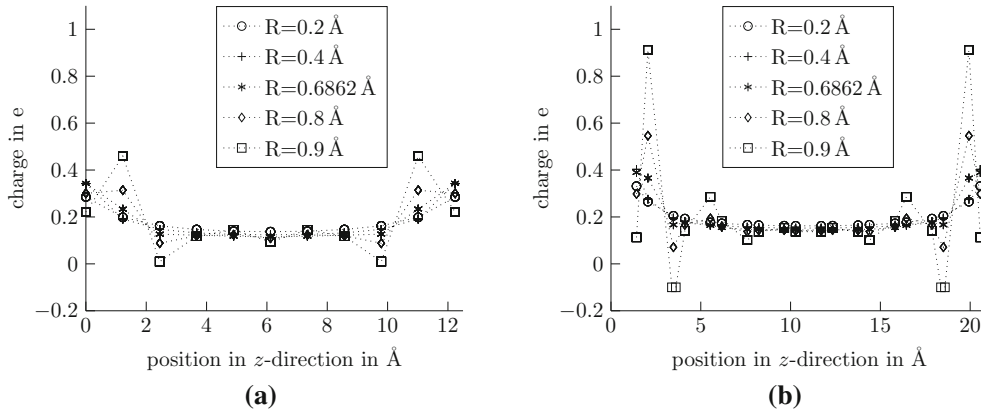 1
0.8
0.6
0.4
0.2
0
−0.2
charge in e
R=0.2 Å
R=0.4 Å
R=0.6862 Å
R=0.8 Å
R=0.9 Å
0 2 4 6 8 10 12
position in z-direction in Å
(a)
1
0.8
0.6
0.4
0.2
0
−0.2
charge in e
R=0.2 Å
R=0.4 Å
R=0.6862 Å
R=0.8 Å
R=0.9 Å
0 5 10 15 20
position in z-direction in Å
(b)